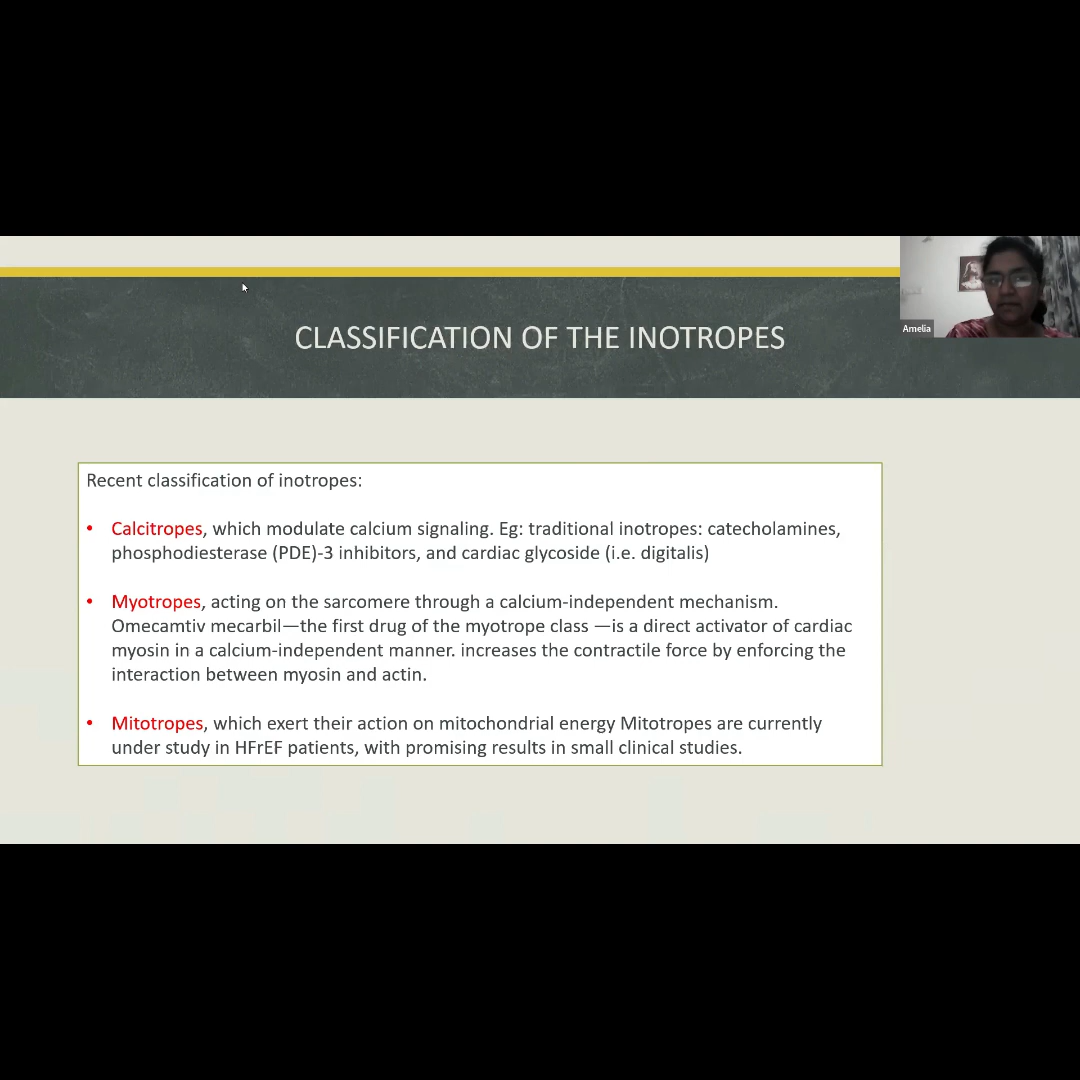 CLASSIFICATION OF THE INOTROPES
Amelia
Recent classification of inotropes:
• Calcitropes, which modulate calcium signaling. Eg: traditional inotropes: catecholamines,
phosphodiesterase (PDE)-3 inhibitors, and cardiac glycoside (i.e. digitalis)
• Myotropes, acting on the sarcomere through a calcium-independent mechanism.
Omecamtiv mecarbil—the first drug of the myotrope class —is a direct activator of cardiac
myosin in a calcium-independent manner. increases the contractile force by enforcing the
interaction between myosin and actin.
• Mitotropes, which exert their action on mitochondrial energy Mitotropes are currently
under study in HFrEF patients, with promising results in small clinical studies.